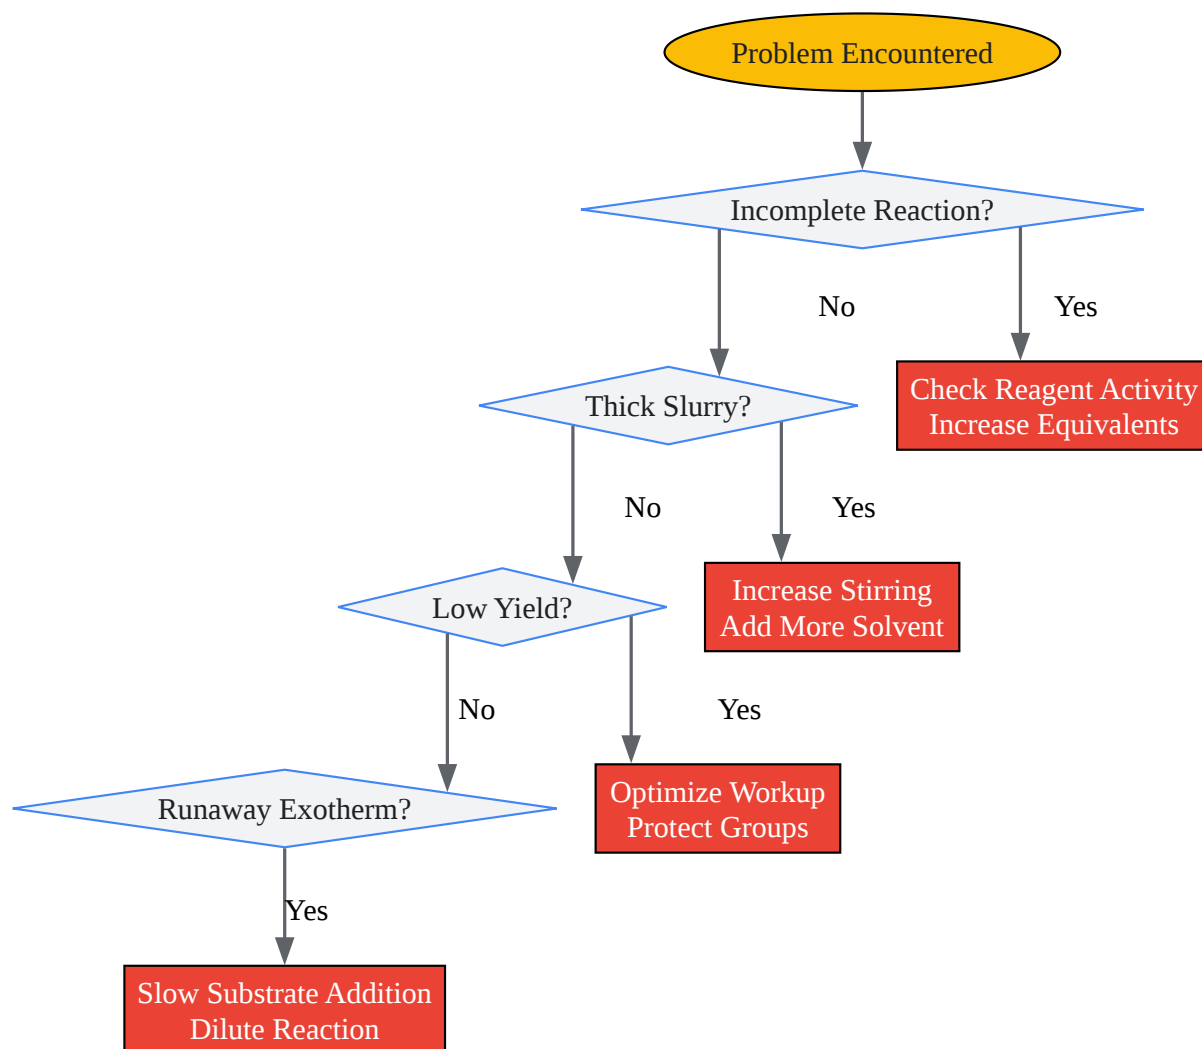 Problem Encountered
Incomplete Reaction?
No
Yes
Thick Slurry?
Check Reagent Activity
Increase Equivalents
No
Yes
Low Yield?
Increase Stirring
Add More Solvent
No
Yes
Runaway Exotherm?
Optimize Workup
Protect Groups
Yes
Slow Substrate Addition
Dilute Reaction